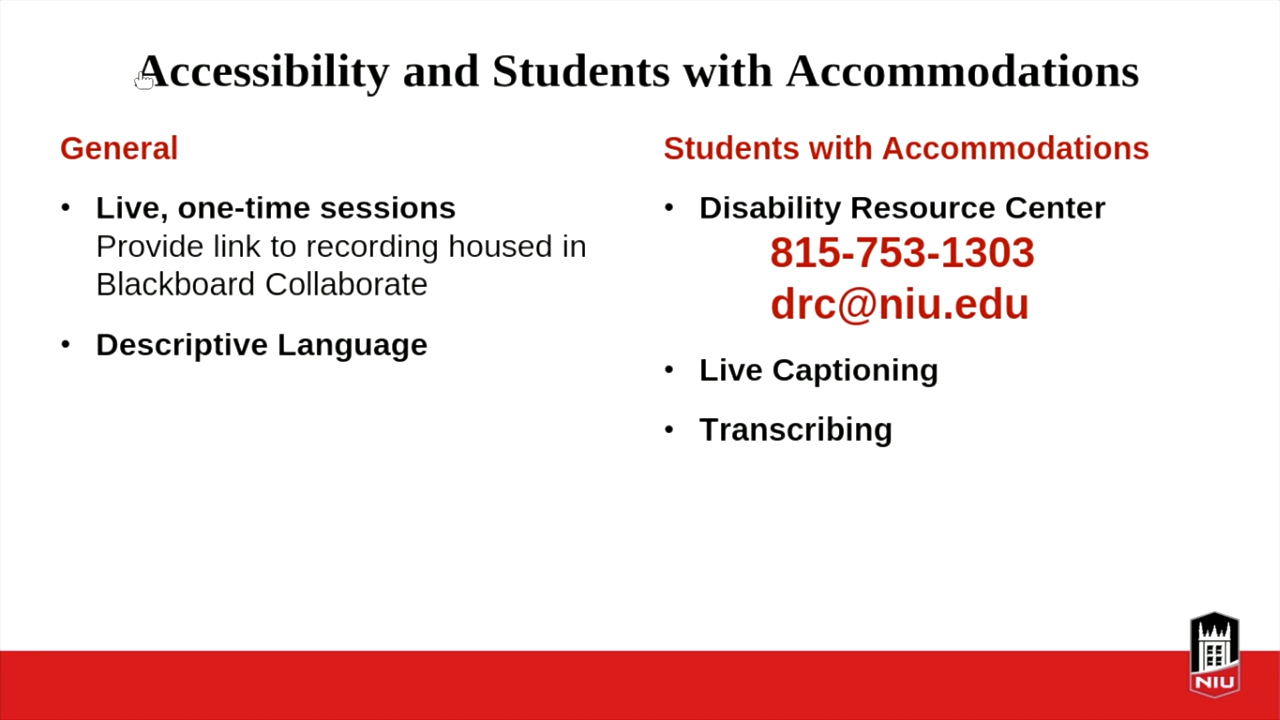 Accessibility and Students with Accommodations
General
• Live, one-time sessions
Provide link to recording housed in
Blackboard Collaborate
• Descriptive Language
Students with Accommodations
• Disability Resource Center
815-753-1303
drc@niu.edu
• Live Captioning
• Transcribing
NIU